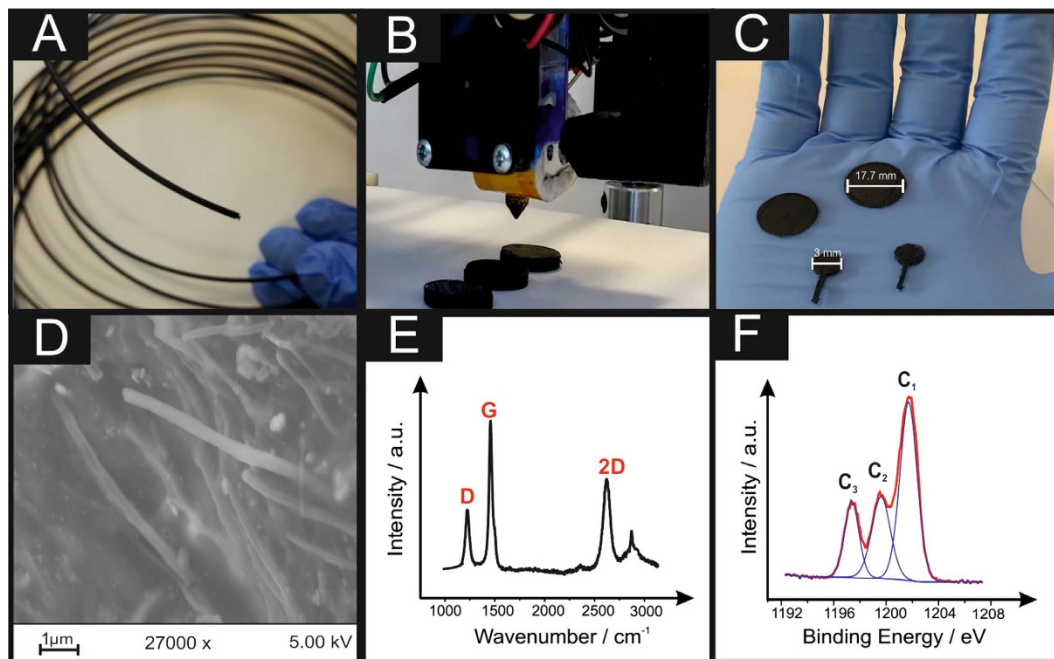 A
B
C
17.7 mm
3 mm
D
1µm
27000 x
5.00 kV
E
Intensity / a.u.
D
G
2D
1000 1500 2000 2500 3000
Wavenumber / cm⁻¹
F
Intensity / a.u.
C₃
C₂
C₁
1192 1196 1200 1204 1208
Binding Energy / eV